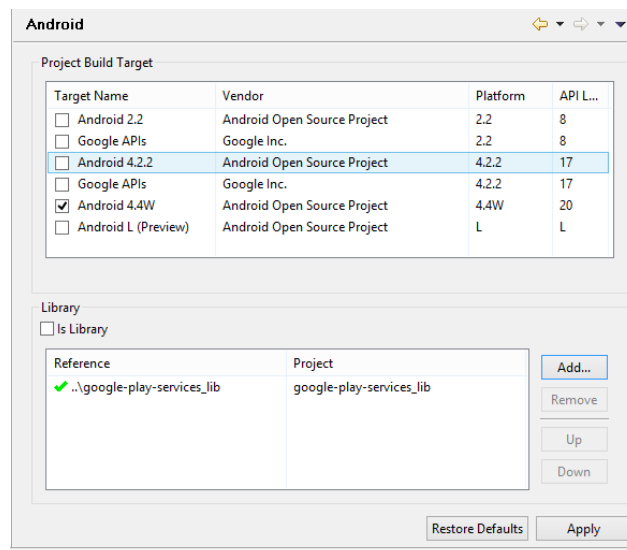 Android
Project Build Target
Target Name Vendor Platform API L...
Android 2.2 Android Open Source Project 2.2 8
Google APIs Google Inc. 2.2 8
Android 4.2.2 Android Open Source Project 4.2.2 17
Google APIs Google Inc. 4.2.2 17
Android 4.4W Android Open Source Project 4.4W 20
Android L (Preview) Android Open Source Project L L
Library
Is Library
Reference Project
..\google-play-services_lib google-play-services_lib
Add...
Remove
Up
Down
Restore Defaults Apply